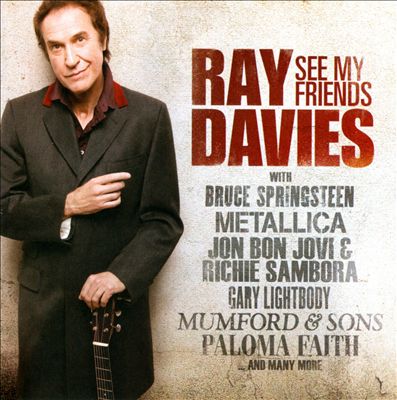 RAY SEE MY
FRIENDS
DAVIES
WITH
BRUCE SPRINGSTEEN
METALLICA
JON BON JOVI &
RICHIE SAMBORA
GARY LIGHTBODY
MUMFORD & SONS
PALOMA FAITH
... AND MANY MORE